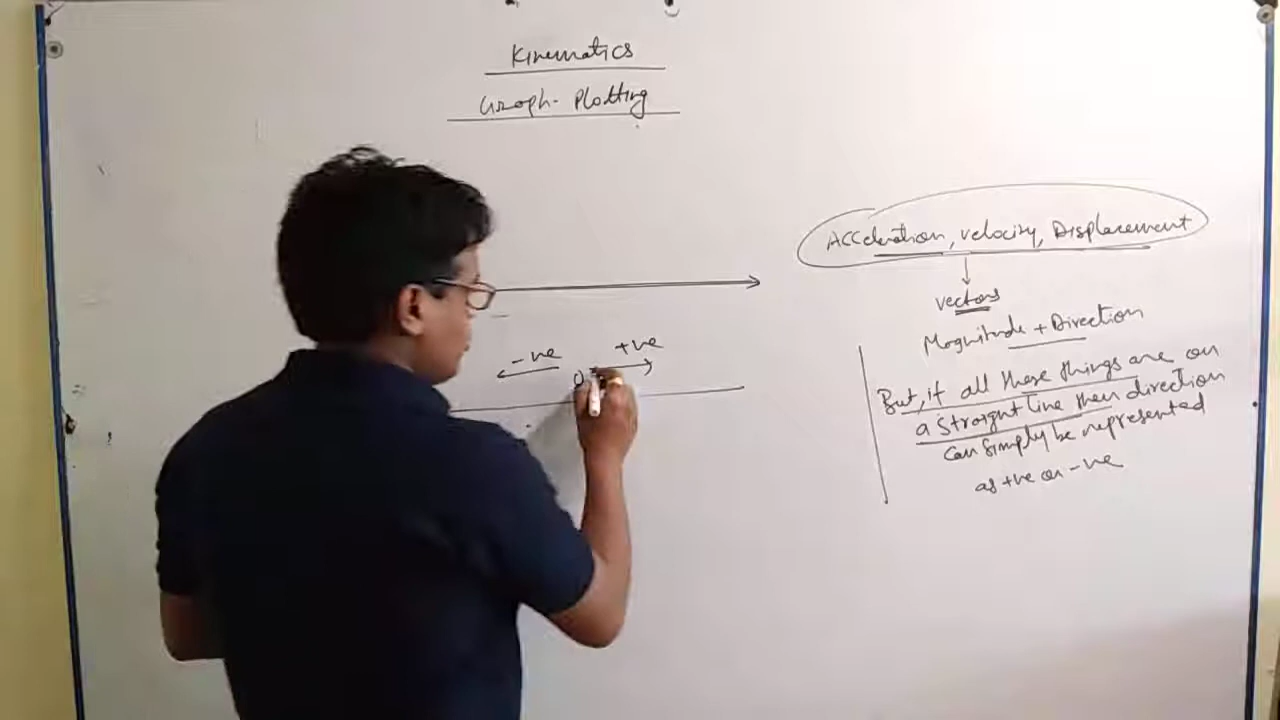 Kinematics
Graph-Plotting
Acceleration, velocity, Displacement
vectors
Magnitude + Direction
-ve +ve
0
But, if all these things are on
a straight line then direction
can simply be represented
as +ve or -ve